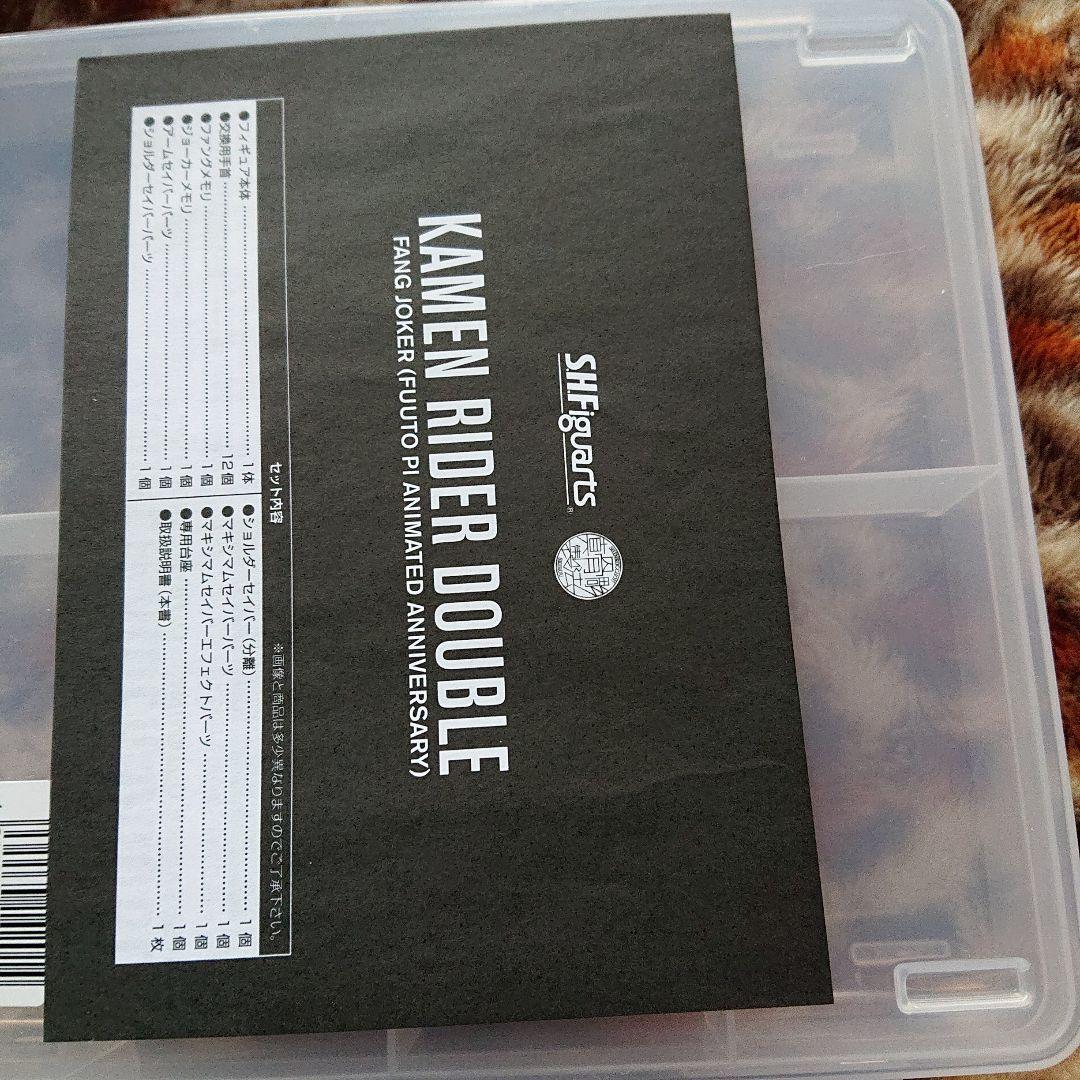 S.H.Figuarts®
真骨彫
製法
KAMEN RIDER DOUBLE
FANG JOKER (FUUTO PI ANIMATED ANNIVERSARY)
セット内容
※画像と商品は多少異なりますのでご了承下さい。
●フィギュア本体……1体
●交換用手首……12個
●ファングメモリ……1個
●ジョーカーメモリ……1個
●アームセイバーパーツ……1個
●ショルダーセイバーパーツ……1個
●ショルダーセイバー(分離)……1個
●マキシマムセイバーパーツ……1個
●マキシマムセイバーエフェクトパーツ……1個
●専用台座……1個
●取扱説明書(本書)……1枚